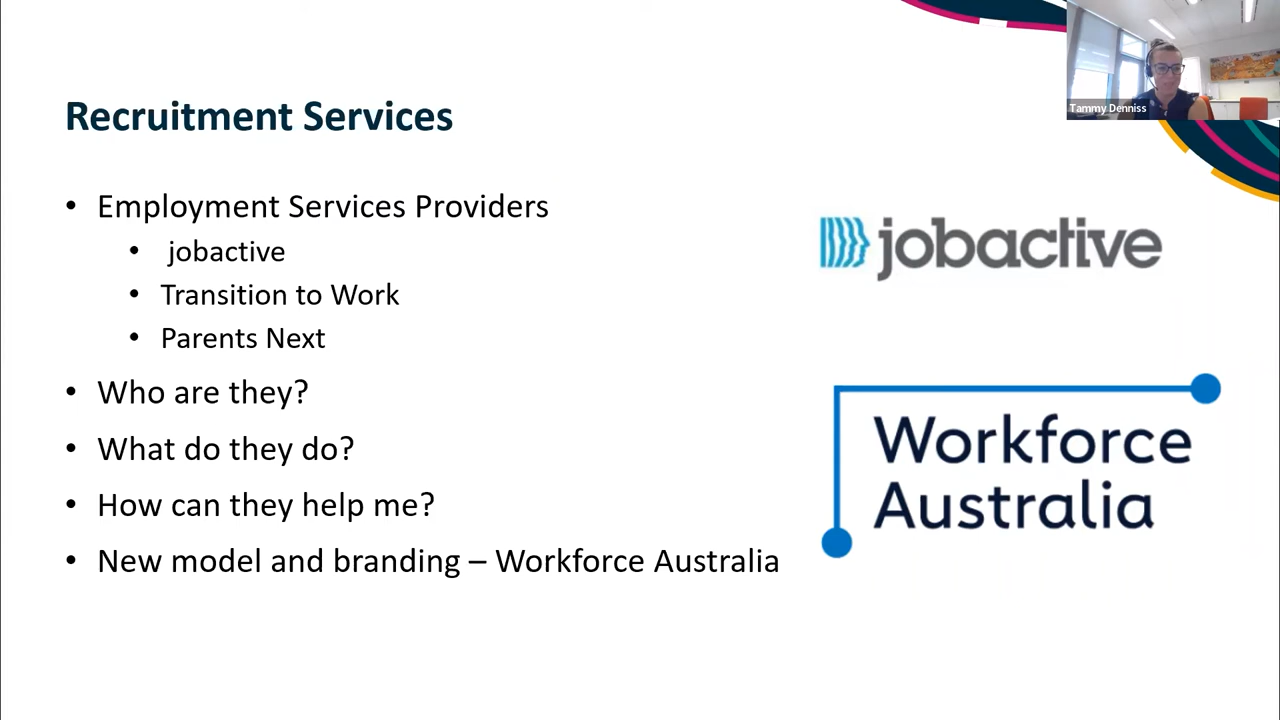 Tammy Denniss
Recruitment Services
• Employment Services Providers
• jobactive
• Transition to Work
• Parents Next
• Who are they?
• What do they do?
• How can they help me?
• New model and branding – Workforce Australia
jobactive
Workforce
Australia